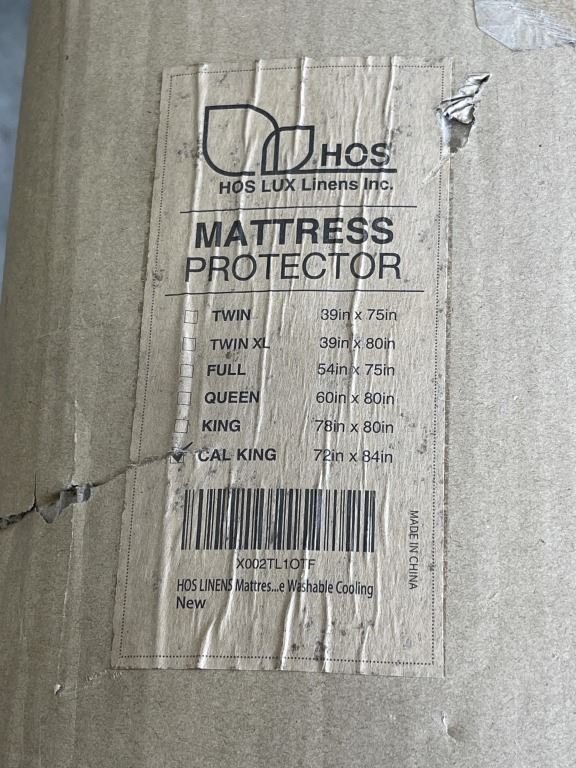 HOS
HOS LUX Linens Inc.
MATTRESS
PROTECTOR
TWIN 39in x 75in
TWIN XL 39in x 80in
FULL 54in x 75in
QUEEN 60in x 80in
KING 78in x 80in
CAL KING 72in x 84in
X002TL1OTF
HOS LINENS Mattres...e Washable Cooling
New
MADE IN CHINA